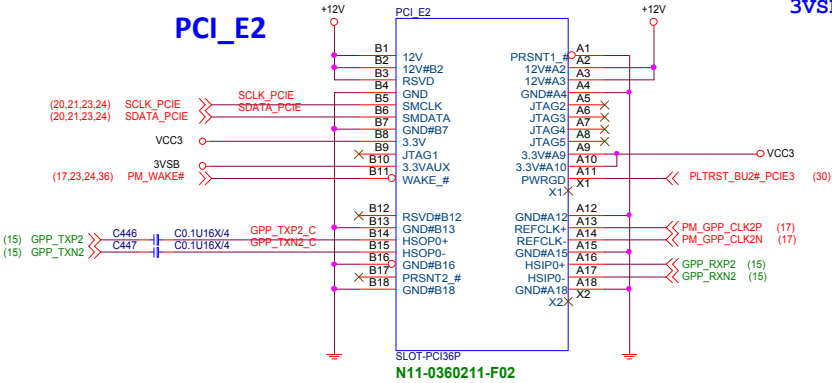 +12V
PCI_E2
+12V
3VSB
PCI_E2
B1
12V
B2
12V#B2
B3
RSVD
B4
GND
(20,21,23,24) SCLK_PCIE
SCLK_PCIE
B5
SMCLK
(20,21,23,24) SDATA_PCIE
SDATA_PCIE
B6
SMDATA
B7
GND#B7
VCC3
B8
3.3V
B9
JTAG1
3VSB
B10
3.3VAUX
(17,23,24,36) PM_WAKE#
B11
WAKE_#
B12
RSVD#B12
B13
GND#B13
(15) GPP_TXP2
C446
C0.1U16X/4
GPP_TXP2_C
B14
HSOP0+
(15) GPP_TXN2
C447
C0.1U16X/4
GPP_TXN2_C
B15
HSOP0-
B16
GND#B16
B17
PRSNT2_#
B18
GND#B18
PRSNT1_#
A1
12V#A2
A2
12V#A3
A3
GND#A4
A4
JTAG2
A5
JTAG3
A6
JTAG4
A7
JTAG5
A8
3.3V#A9
A9
VCC3
3.3V#A10
A10
PWRGD
A11
PLTRST_BU2#_PCIE3 (30)
X1
X1
GND#A12
A12
REFCLK+
A13
PM_GPP_CLK2P (17)
REFCLK-
A14
PM_GPP_CLK2N (17)
GND#A15
A15
HSIP0+
A16
GPP_RXP2 (15)
HSIP0-
A17
GPP_RXN2 (15)
GND#A18
A18
X2
X2
SLOT-PCI36P
N11-0360211-F02